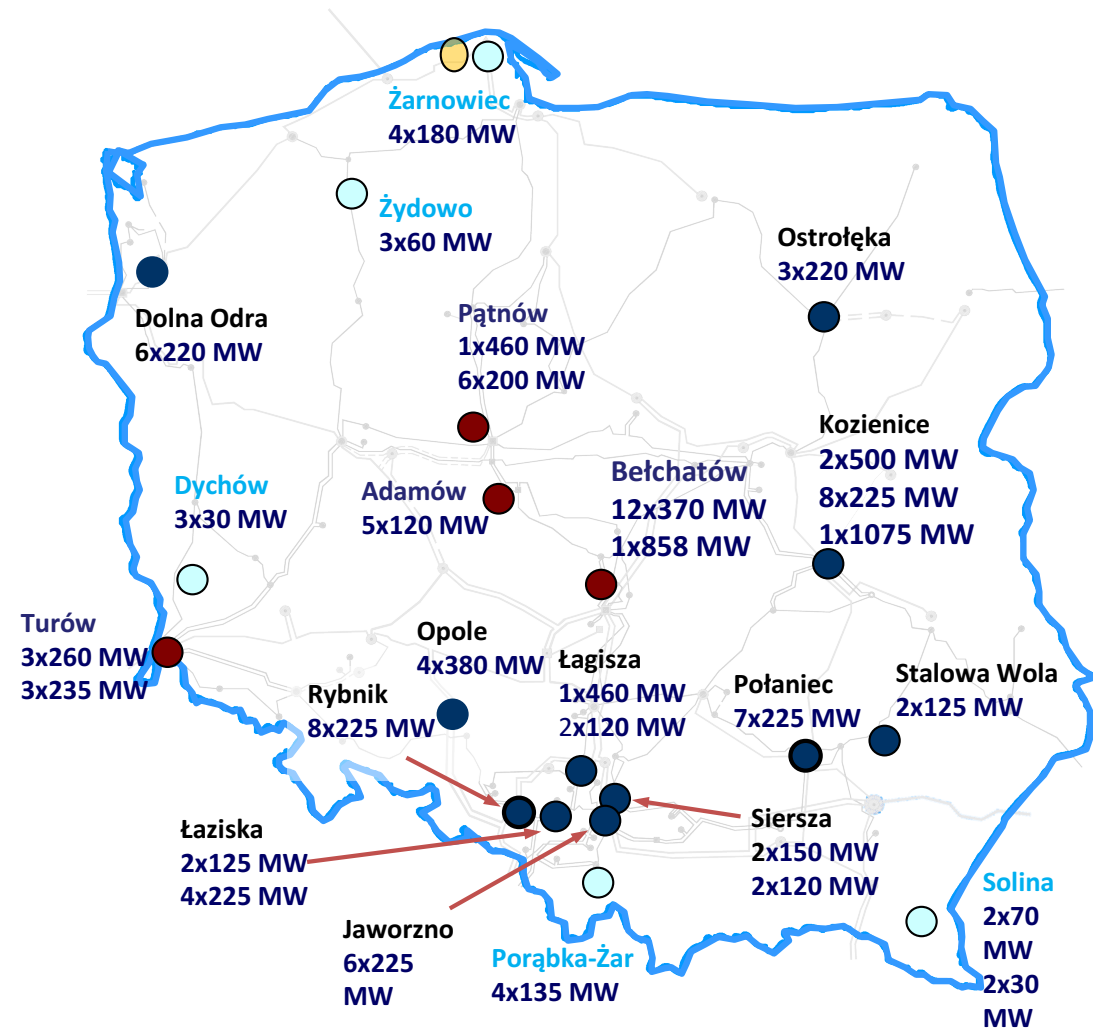 Żarnowiec
4x180 MW
Żydowo
3x60 MW
Ostrołęka
3x220 MW
Dolna Odra
6x220 MW
Pątnów
1x460 MW
6x200 MW
Kozienice
2x500 MW
8x225 MW
1x1075 MW
Bełchatów
12x370 MW
1x858 MW
Dychów
3x30 MW
Adamów
5x120 MW
Turów
3x260 MW
3x235 MW
Opole
4x380 MW
Łagisza
1x460 MW
2x120 MW
Rybnik
8x225 MW
Połaniec
7x225 MW
Stalowa Wola
2x125 MW
Łaziska
2x125 MW
4x225 MW
Siersza
2x150 MW
2x120 MW
Jaworzno
6x225
MW
Porąbka-Żar
4x135 MW
Solina
2x70
MW
2x30
MW